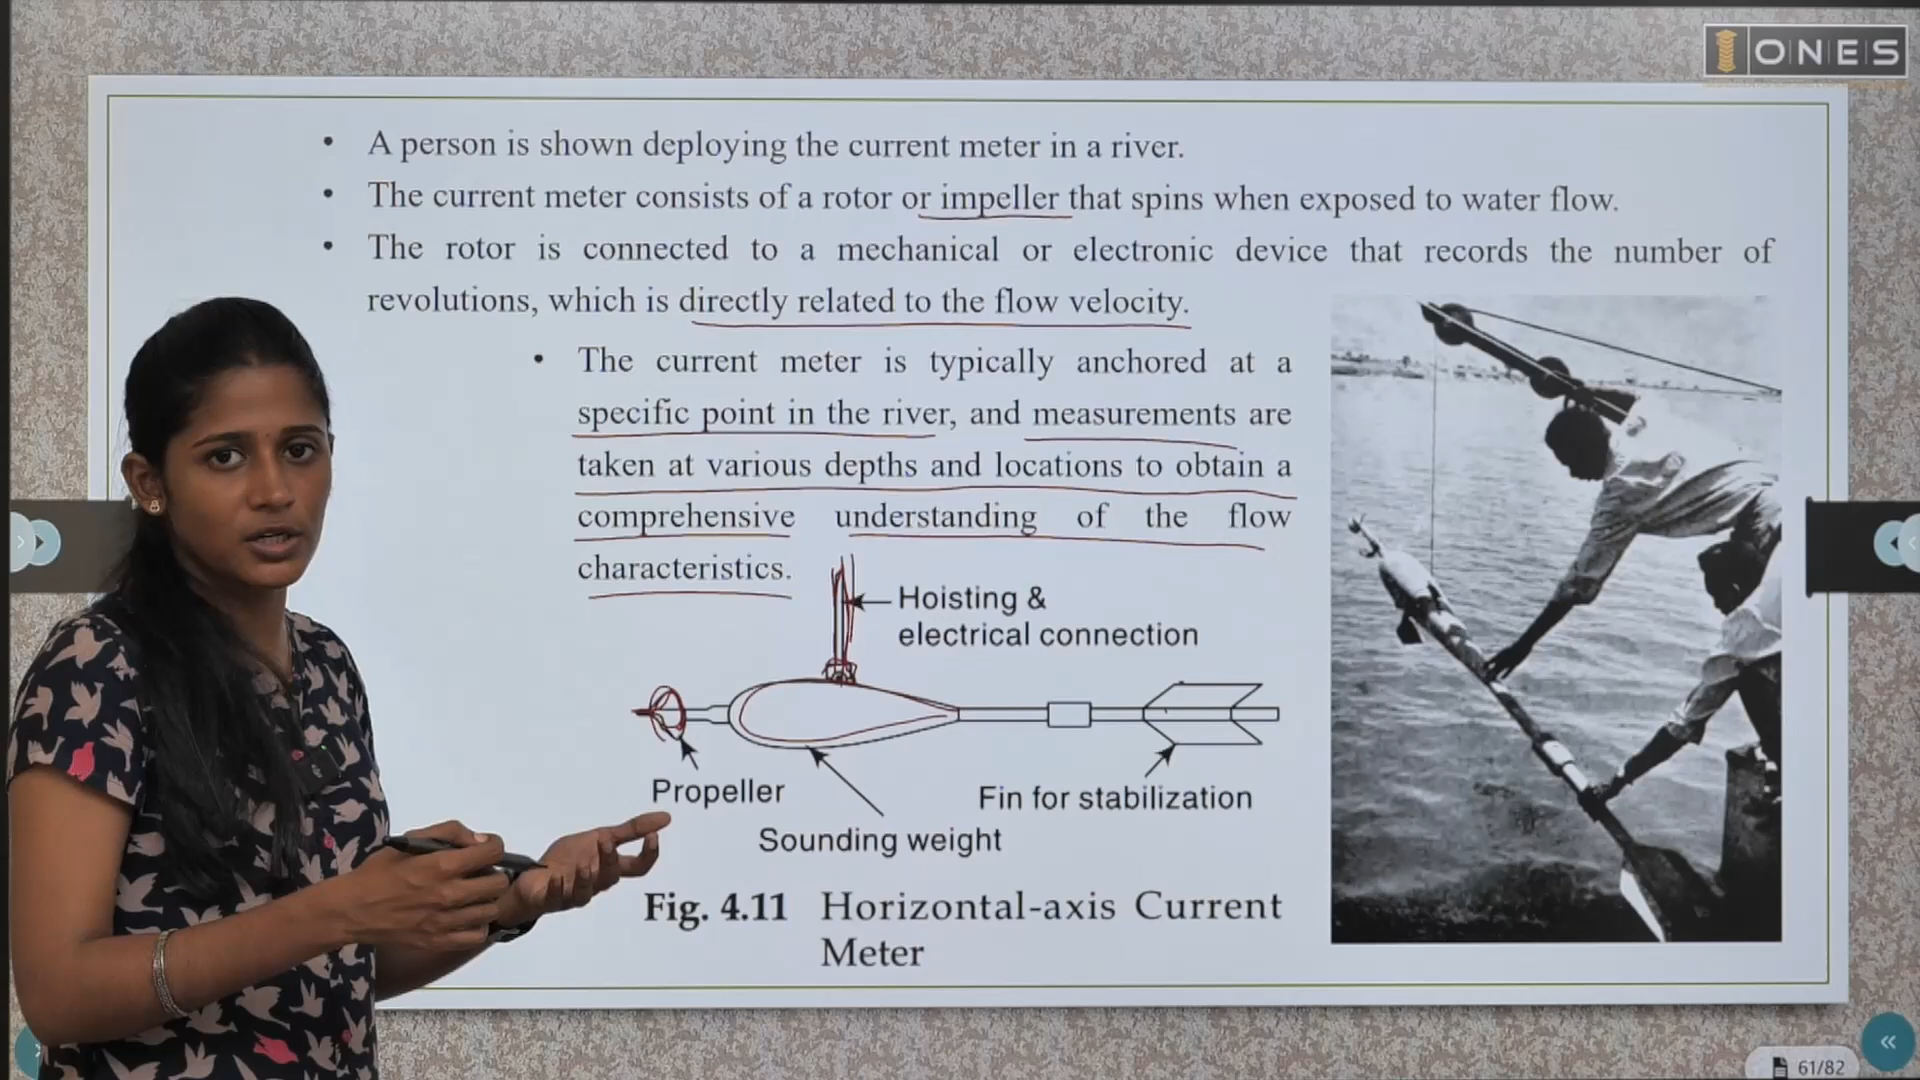 ONES
• A person is shown deploying the current meter in a river.
• The current meter consists of a rotor or impeller that spins when exposed to water flow.
• The rotor is connected to a mechanical or electronic device that records the number of
revolutions, which is directly related to the flow velocity.
• The current meter is typically anchored at a
specific point in the river, and measurements are
taken at various depths and locations to obtain a
comprehensive understanding of the flow
characteristics.
Hoisting &
electrical connection
Propeller
Fin for stabilization
Sounding weight
Fig. 4.11 Horizontal-axis Current
Meter
61/82